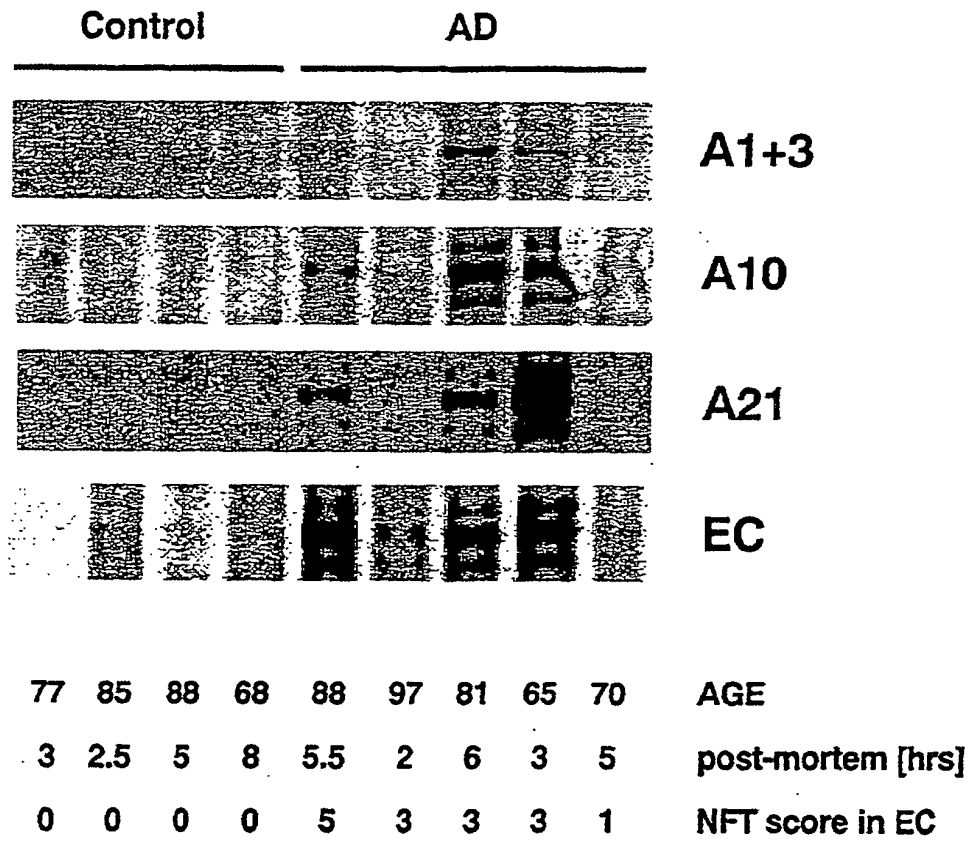 Control AD
A1+3
A10
A21
EC
77 85 88 68 88 97 81 65 70 AGE
3 2.5 5 8 5.5 2 6 3 5 post-mortem [hrs]
0 0 0 0 5 3 3 3 1 NFT score in EC